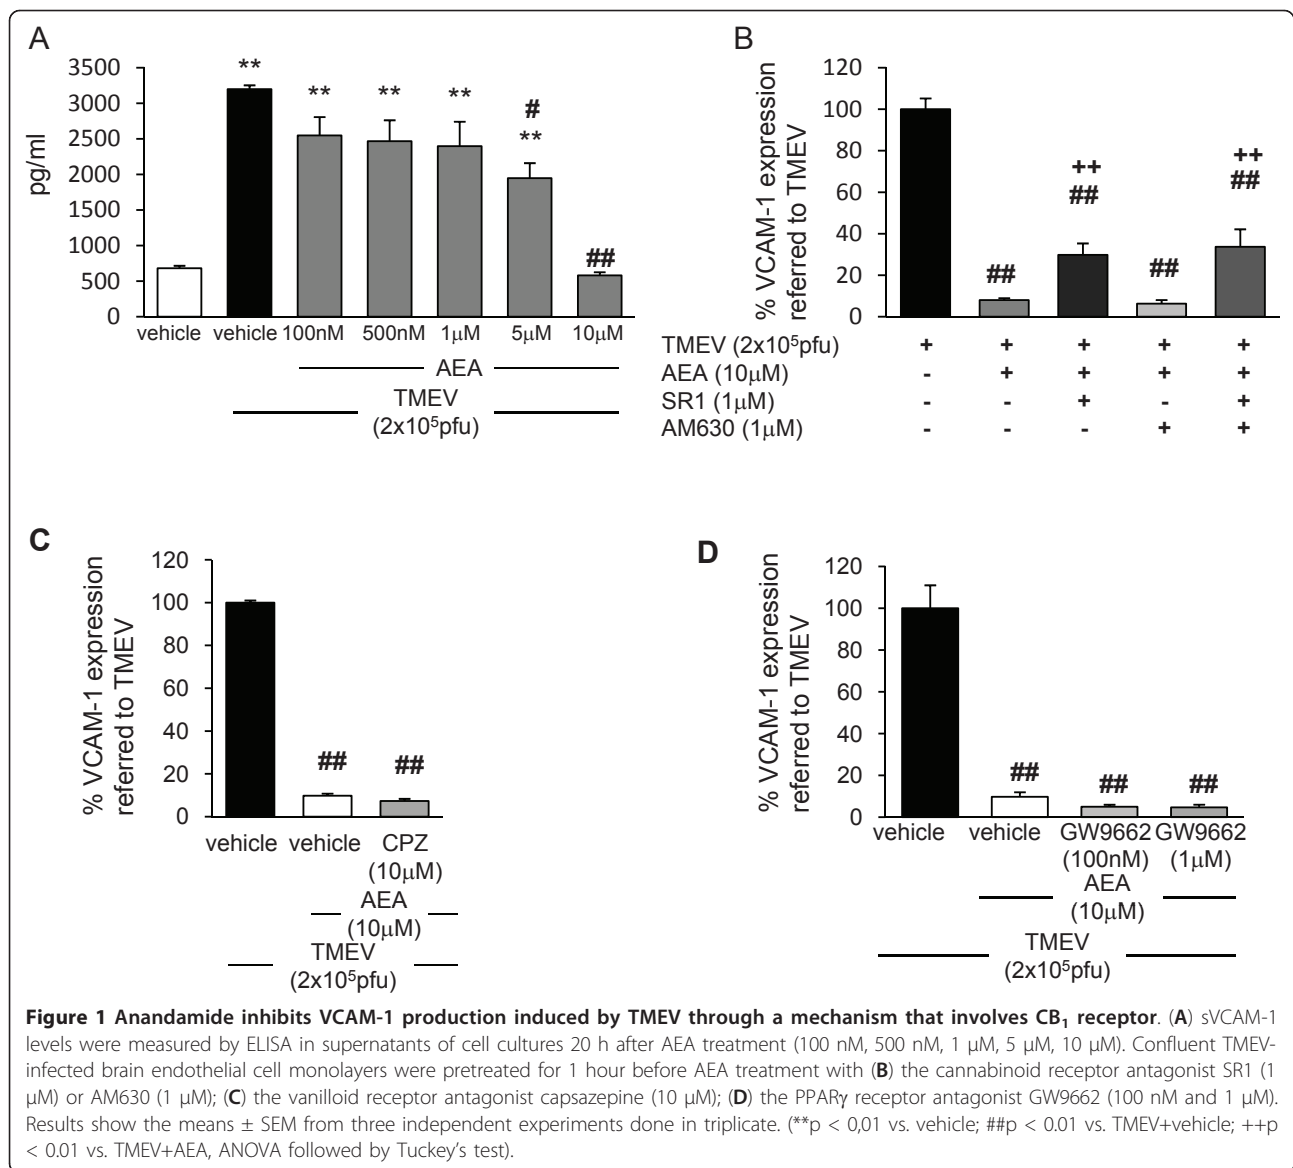 A
pg/ml
3500
3000
2500
2000
1500
1000
500
0
**
**
**
**
#
**
##
vehicle
vehicle 100nM 500nM 1μM 5μM 10μM
AEA
TMEV
(2x10⁵pfu)
B
% VCAM-1 expression
referred to TMEV
120
100
80
60
40
20
0
##
++
##
##
++
##
TMEV (2x10⁵pfu) + + + + +
AEA (10μM) - + + + +
SR1 (1μM) - - + - +
AM630 (1μM) - - - + +
C
% VCAM-1 expression
referred to TMEV
120
100
80
60
40
20
0
## ##
vehicle vehicle CPZ
(10μM)
AEA
(10μM)
TMEV
(2x10⁵pfu)
D
% VCAM-1 expression
referred to TMEV
120
100
80
60
40
20
0
## ## ##
vehicle vehicle GW9662 GW9662
(100nM) (1μM)
AEA
(10μM)
TMEV
(2x10⁵pfu)
Figure 1 Anandamide inhibits VCAM-1 production induced by TMEV through a mechanism that involves CB₁ receptor. (A) sVCAM-1
levels were measured by ELISA in supernatants of cell cultures 20 h after AEA treatment (100 nM, 500 nM, 1 μM, 5 μM, 10 μM). Confluent TMEV-
infected brain endothelial cell monolayers were pretreated for 1 hour before AEA treatment with (B) the cannabinoid receptor antagonist SR1 (1
μM) or AM630 (1 μM); (C) the vanilloid receptor antagonist capsazepine (10 μM); (D) the PPARγ receptor antagonist GW9662 (100 nM and 1 μM).
Results show the means ± SEM from three independent experiments done in triplicate. (**p < 0,01 vs. vehicle; ##p < 0.01 vs. TMEV+vehicle; ++p
< 0.01 vs. TMEV+AEA, ANOVA followed by Tuckey's test).